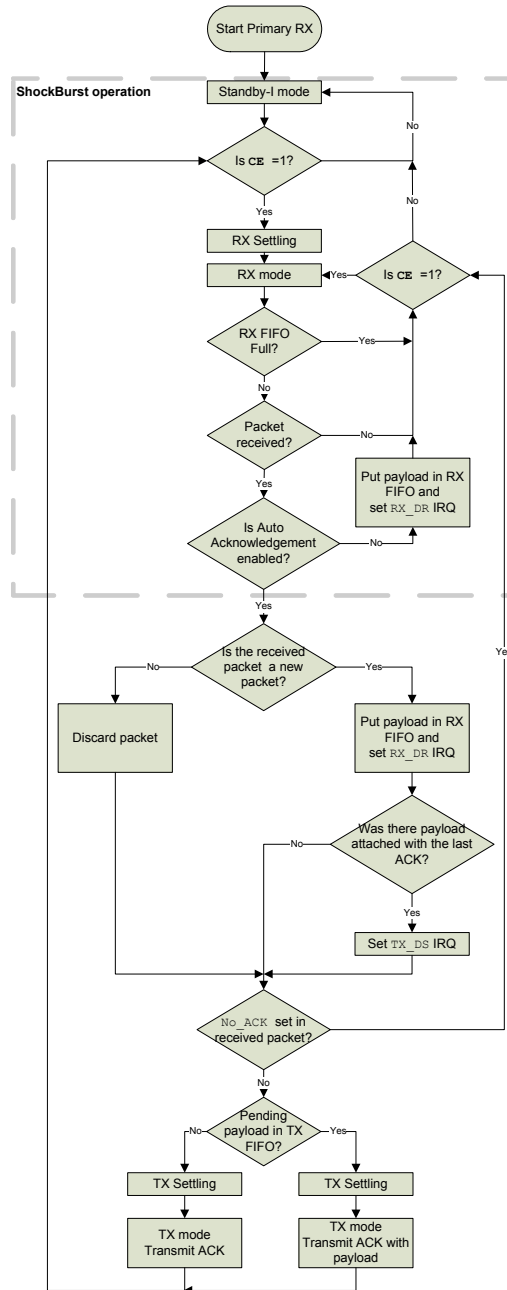 Start Primary RX
ShockBurst operation
Standby-I mode
No
Is CE =1?
No
Yes
RX Settling
RX mode
Yes
Is CE =1?
RX FIFO
Full?
Yes
No
Packet
received?
No
Put payload in RX
FIFO and
set RX_DR IRQ
Yes
Is Auto
Acknowledgement
enabled?
No
Yes
Is the received
packet a new
packet?
No
Yes
Ye
Discard packet
Put payload in RX
FIFO and
set RX_DR IRQ
Was there payload
attached with the last
ACK?
No
Yes
Set TX_DS IRQ
No_ACK set in
received packet?
No
Pending
payload in TX
FIFO?
No
Yes
TX Settling
TX Settling
TX mode
Transmit ACK
TX mode
Transmit ACK with
payload